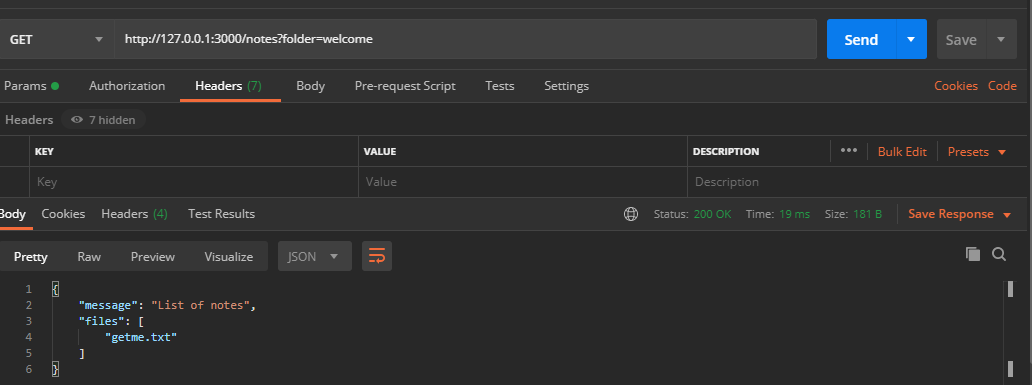 GET http://127.0.0.1:3000/notes?folder=welcome Send Save
Params Authorization Headers (7) Body Pre-request Script Tests Settings Cookies Code
Headers 7 hidden
KEY VALUE DESCRIPTION ••• Bulk Edit Presets
Key Value Description
Body Cookies Headers (4) Test Results Status: 200 OK Time: 19 ms Size: 181 B Save Response
Pretty Raw Preview Visualize JSON
1 {
2 "message": "List of notes",
3 "files": [
4 "getme.txt"
5 ]
6 }